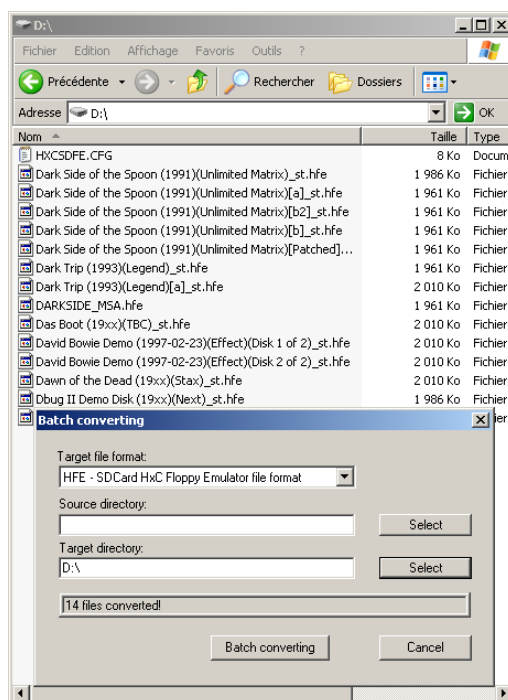 D:\
Fichier Edition Affichage Favoris Outils ?
Précédente Rechercher Dossiers
Adresse D:\ OK
Nom Taille Type
HXCSDFE.CFG 8 Ko Docum
Dark Side of the Spoon (1991)(Unlimited Matrix)_st.hfe 1 986 Ko Fichier
Dark Side of the Spoon (1991)(Unlimited Matrix)[a]_st.hfe 1 961 Ko Fichier
Dark Side of the Spoon (1991)(Unlimited Matrix)[b2]_st.hfe 1 961 Ko Fichier
Dark Side of the Spoon (1991)(Unlimited Matrix)[b]_st.hfe 1 961 Ko Fichier
Dark Side of the Spoon (1991)(Unlimited Matrix)[Patched]... 1 961 Ko Fichier
Dark Trip (1993)(Legend)_st.hfe 1 961 Ko Fichier
Dark Trip (1993)(Legend)[a]_st.hfe 2 010 Ko Fichier
DARKSIDE_MSA.hfe 1 961 Ko Fichier
Das Boot (19xx)(TBC)_st.hfe 2 010 Ko Fichier
David Bowie Demo (1997-02-23)(Effect)(Disk 1 of 2)_st.hfe 2 010 Ko Fichier
David Bowie Demo (1997-02-23)(Effect)(Disk 2 of 2)_st.hfe 2 010 Ko Fichier
Dawn of the Dead (19xx)(Stax)_st.hfe 2 010 Ko Fichier
Dbug II Demo Disk (19xx)(Next)_st.hfe 1 986 Ko Fichier
Batch converting
Target file format:
HFE - SDCard HxC Floppy Emulator file format
Source directory:
Select
Target directory:
D:\ Select
14 files converted!
Batch converting Cancel